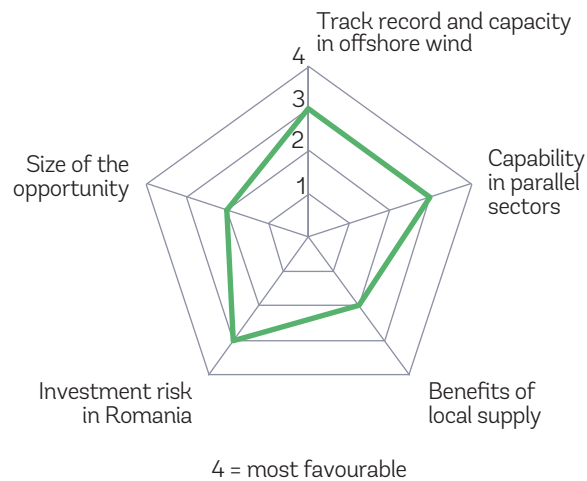 Track record and capacity
in offshore wind
4
3
2
1
Capability
in parallel
sectors
Size of the
opportunity
Investment risk
in Romania
Benefits of
local supply
4 = most favourable